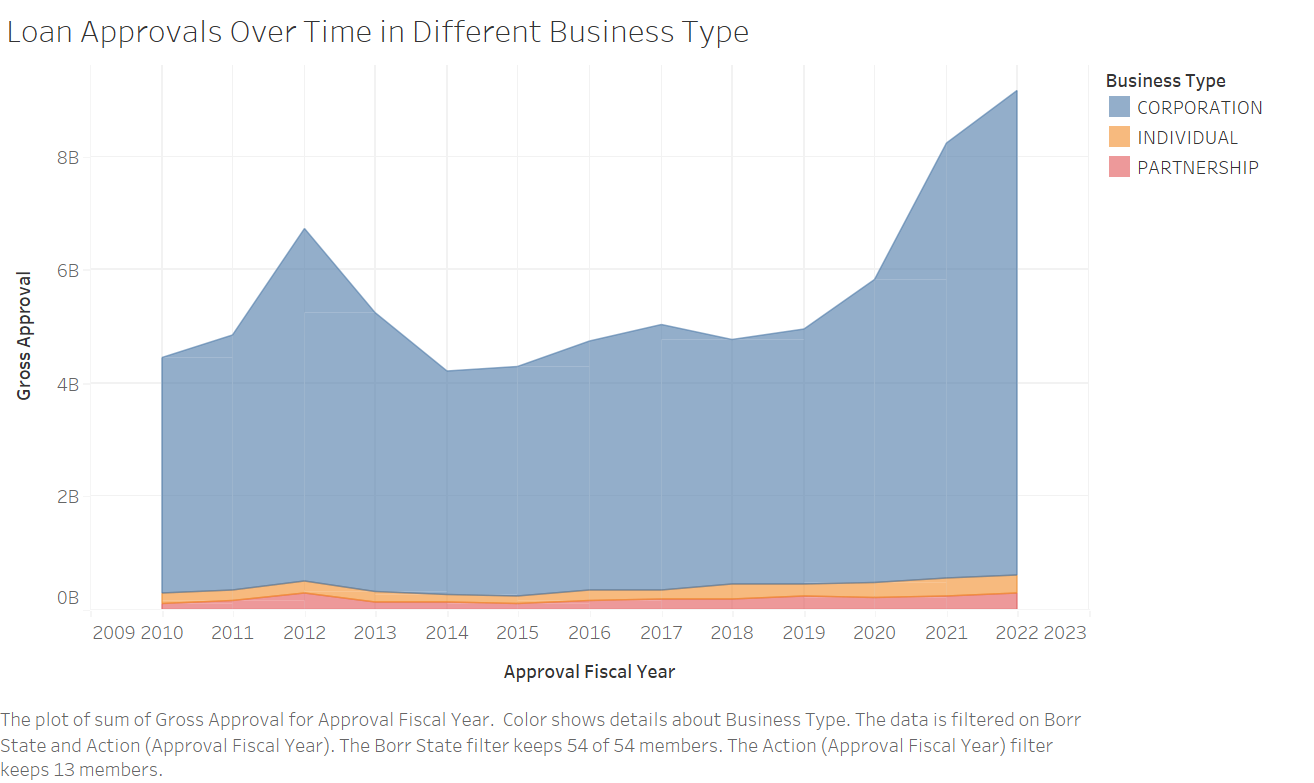 Loan Approvals Over Time in Different Business Type
Business Type
CORPORATION
INDIVIDUAL
PARTNERSHIP
8B
6B
4B
2B
0B
Gross Approval
2009 2010 2011 2012 2013 2014 2015 2016 2017 2018 2019 2020 2021 2022 2023
Approval Fiscal Year
The plot of sum of Gross Approval for Approval Fiscal Year.  Color shows details about Business Type. The data is filtered on Borr
State and Action (Approval Fiscal Year). The Borr State filter keeps 54 of 54 members. The Action (Approval Fiscal Year) filter
keeps 13 members.